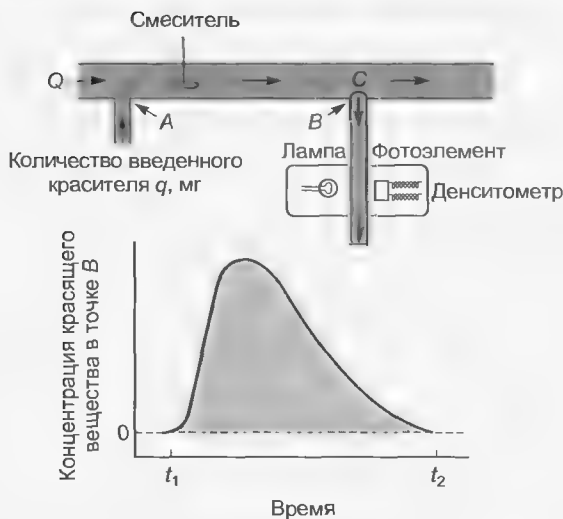 Смеситель
Q
C
A
B
Количество введенного
красителя q, мг
Лампа
Фотоэлемент
Денситометр
Концентрация красящего
вещества в точке B
0
t1
t2
Время